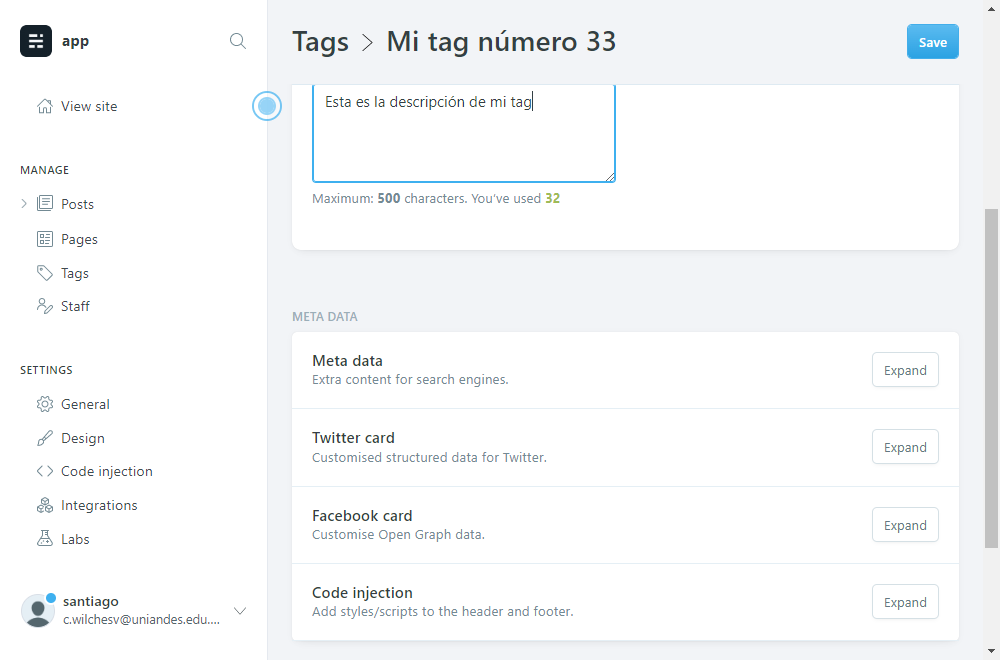 app
View site
MANAGE
Posts
Pages
Tags
Staff
SETTINGS
General
Design
Code injection
Integrations
Labs
santiago
c.wilchesv@uniandes.edu....
Tags > Mi tag número 33
Save
Esta es la descripción de mi tag
Maximum: 500 characters. You've used 32
META DATA
Meta data
Extra content for search engines.
Expand
Twitter card
Customised structured data for Twitter.
Expand
Facebook card
Customise Open Graph data.
Expand
Code injection
Add styles/scripts to the header and footer.
Expand